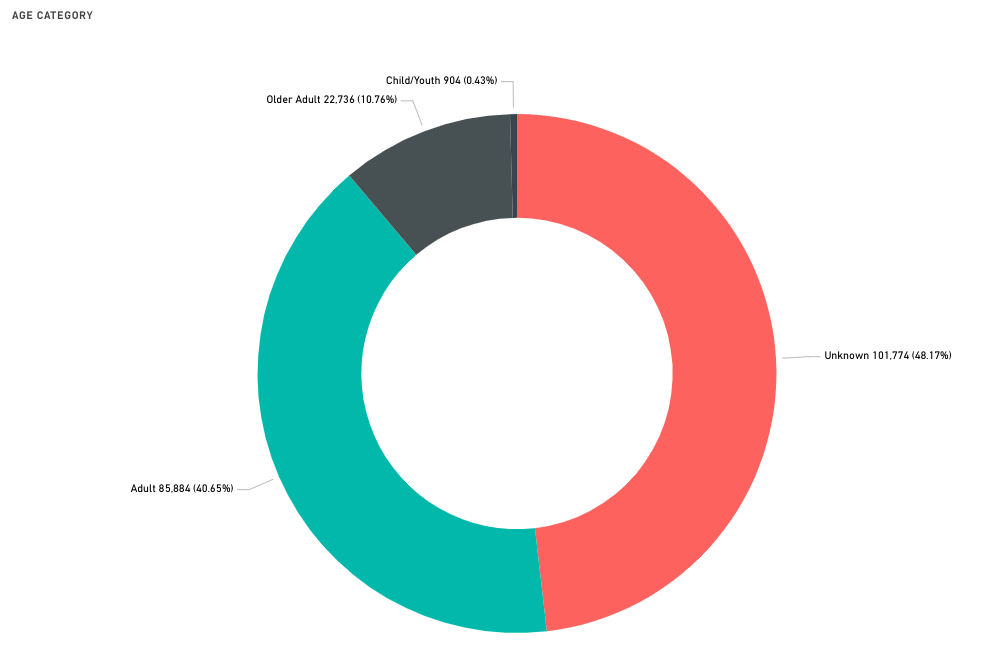 AGE CATEGORY
Child/Youth 904 (0.43%)
Older Adult 22,736 (10.76%)
Unknown 101,774 (48.17%)
Adult 85,884 (40.65%)